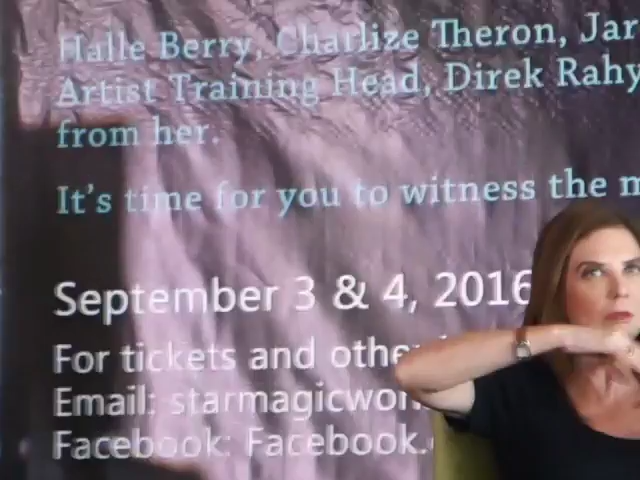 Halle Berry, Charlize Theron, Jar
Artist Training Head, Direk Rahy
from her.
It's time for you to witness the m
September 3 & 4, 2016
For tickets and othe
Email: starmagicwor
Facebook: Facebook.